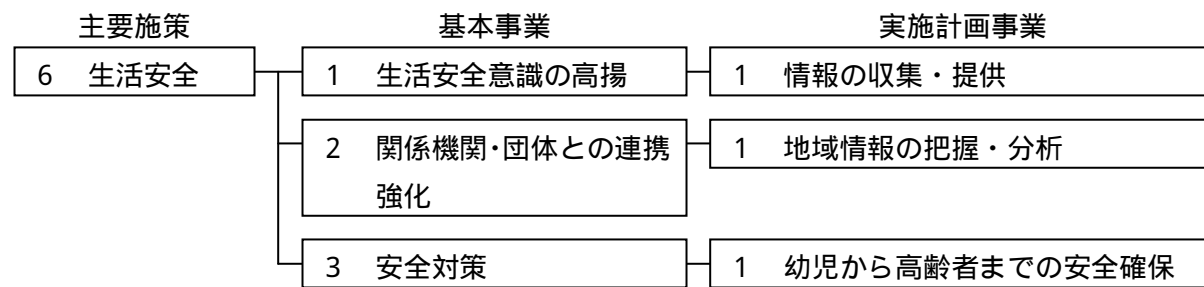 主要施策 基本事業 実施計画事業
6 生活安全 1 生活安全意識の高揚 1 情報の収集・提供
2 関係機関・団体との連携 1 地域情報の把握・分析
強化
3 安全対策 1 幼児から高齢者までの安全確保